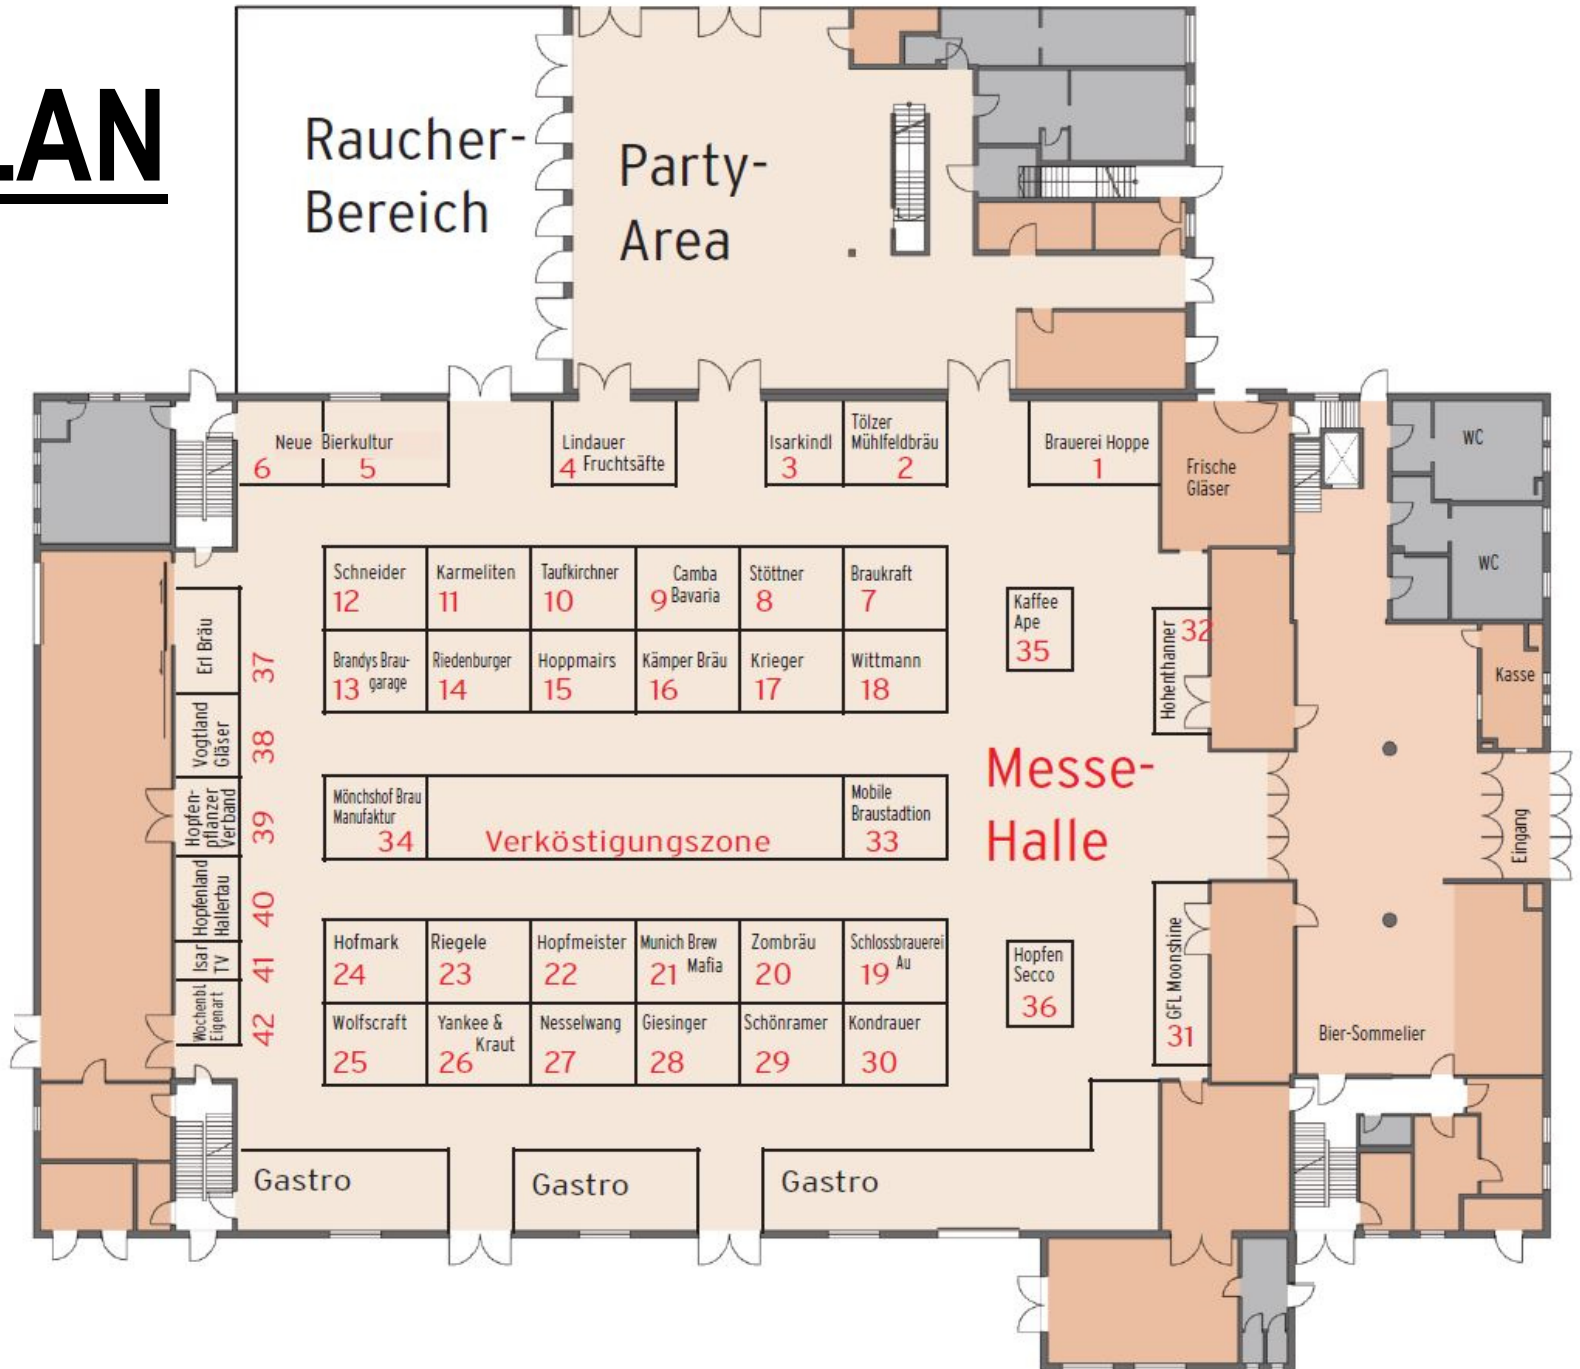 LAN
Raucher-
Bereich
Party-
Area
Neue Bierkultur
6
5
Lindauer
4 Fruchtsäfte
Isarkindl
3
Tölzer
Mühlfeldbräu
2
Brauerei Hoppe
1
Frische
Gläser
WC
WC
Kasse
Eingang
Schneider
12
Karmeliten
11
Taufkirchner
10
Camba
9 Bavaria
Stöttner
8
Braukraft
7
Kaffee
Ape
35
Hohenthanner
32
Brandys Brau-
13 garage
Riedenburger
14
Hoppmairs
15
Kämper Bräu
16
Krieger
17
Wittmann
18
Erl Bräu
37
Vogtland
Gläser
38
Hopfen-
pflanzer
Verband
39
Hopfenland
Hallertau
40
Isar
TV
41
Wochenbl.
Eigenart
42
Mönchshof Brau
Manufaktur
34
Verköstigungszone
Mobile
Braustadtion
33
Messe-
Halle
Hofmark
24
Riegele
23
Hopfmeister
22
Munich Brew
21 Mafia
Zombräu
20
Schlossbrauerei
19 Au
Hopfen
Secco
36
GFL Moonshine
31
Wolfscraft
25
Yankee &
26 Kraut
Nesselwang
27
Giesinger
28
Schönramer
29
Kondrauer
30
Bier-Sommelier
Gastro
Gastro
Gastro